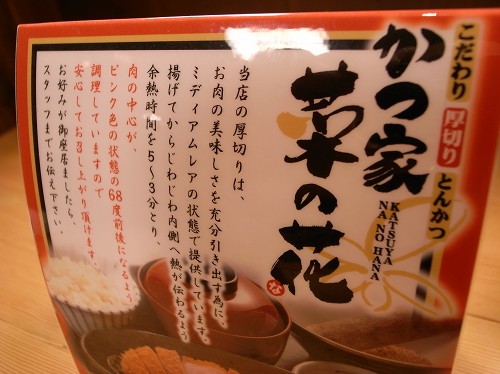 こだわり 厚切り とんかつ
かつ家
菜の花
KATSUYA
NA NO HANA
な
当店の厚切りは、
お肉の美味しさを充分引き出す為に、
ミディアムレアの状態で提供しています。
揚げてからじわじわ内側へ熱が伝わるよう
余熱時間を5～3分とり、
肉の中心が、
ピンク色の状態の68度前後になるよう
調理していますので
安心してお召し上がり頂けます。
お好みが御座居ましたら、
スタッフまでお伝え下さい。